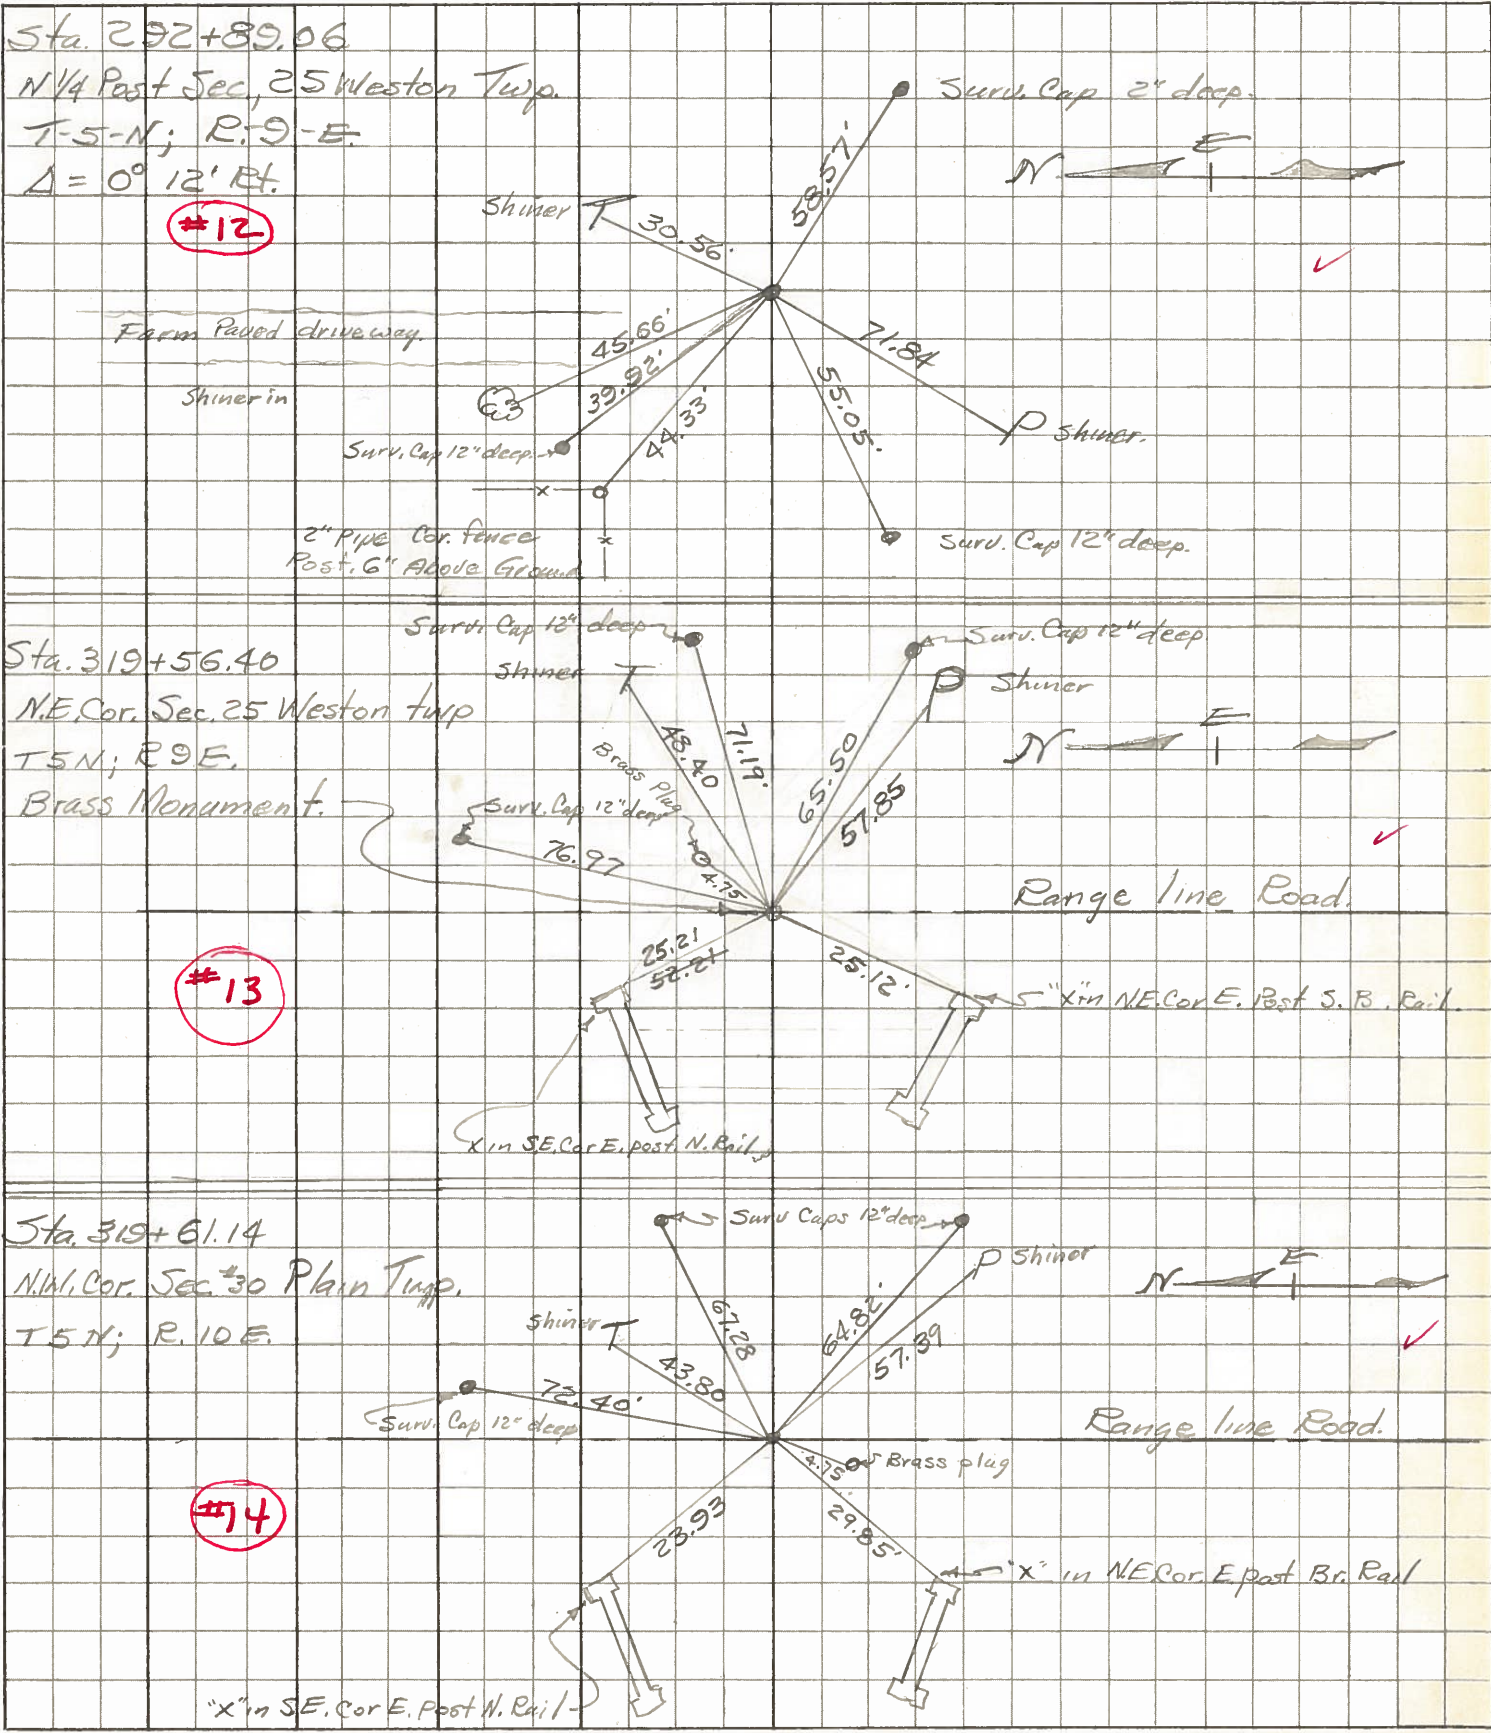 Sta. 292+89.06
N 1/4 Post Sec, 25 Weston Twp.
T-5-N; R-9-E.
Δ = 0° 12' Rt.
#12
Surv. Cap 2" deep.
58.57'
N E
Shiner T
30.56'
Farm Paved driveway.
45.66'
71.84
Shiner in
39.92'
55.05'
44.33'
P Shiner.
Surv. Cap 12" deep.
x
2" Pipe Cor. fence
Post. 6" Above Ground
x
Surv. Cap 12" deep.
Surv. Cap 12" deep
Surv. Cap 12" deep.
Sta. 319+56.40
Shiner T
P Shiner
N.E. Cor. Sec. 25 Weston twp
T5N; R9E.
Brass Monument.
N E
48.40
71.19'
65.50
57.85
Brass Plug
Surv. Cap 12" deep
76.97
4.75
Range line Road.
25.21
52.21
25.12'
#13
"X" in N.E. Cor E. Post S. B. Rail.
X in S.E. Cor E. post N. Rail
Sta. 319+61.14
Surv Caps 12" deep
N.W. Cor. Sec. #30 Plain Twp.
P Shiner
N E
T5N; R. 10 E.
Shiner T
67.28
64.82'
57.39
43.80
72.40'
Surv. Cap 12" deep
Range line Road.
4.75
Brass plug
#14
23.93
29.85'
"X" in N.E. Cor. E. post Br. Rail
"X" in S.E. Cor E. post N. Rail